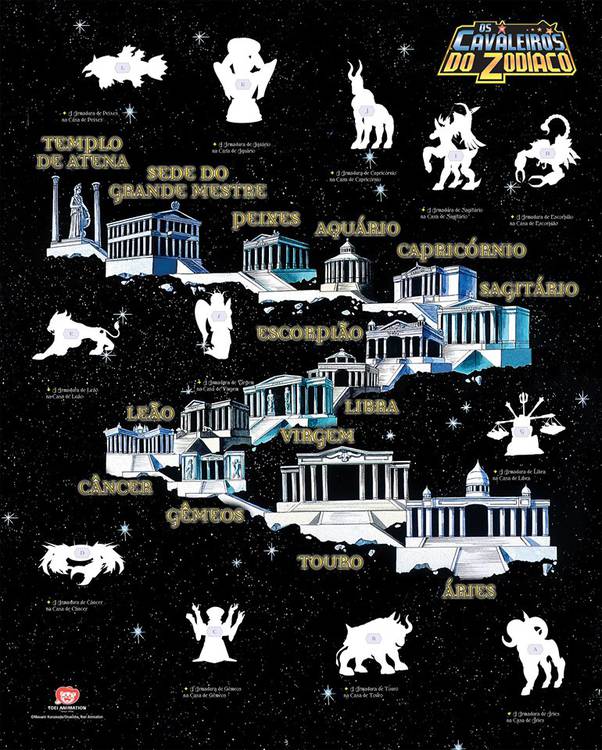 OS
CAVALEIROS
DO ZODÍACO
L
A Armadura de Peixes
na Casa de Peixes
K
A Armadura de Aquário
na Casa de Aquário
J
A Armadura de Capricórnio
na Casa de Capricórnio
I
A Armadura de Sagitário
na Casa de Sagitário
H
A Armadura de Escorpião
na Casa de Escorpião
TEMPLO
DE ATENA
SEDE DO
GRANDE MESTRE
PEIXES
AQUÁRIO
CAPRICÓRNIO
SAGITÁRIO
ESCORPIÃO
E
A Armadura de Leão
na Casa de Leão
A Armadura de Virgem
na Casa de Virgem
LEÃO
LIBRA
VIRGEM
G
A Armadura de Libra
na Casa de Libra
CÂNCER
GÊMEOS
TOURO
ÁRIES
D
A Armadura de Câncer
na Casa de Câncer
C
A Armadura de Gêmeos
na Casa de Gêmeos
B
A Armadura de Touro
na Casa de Touro
A
A Armadura de Áries
na Casa de Áries
TOEI ANIMATION
©Masami Kurumada/Shueisha, Toei Animation